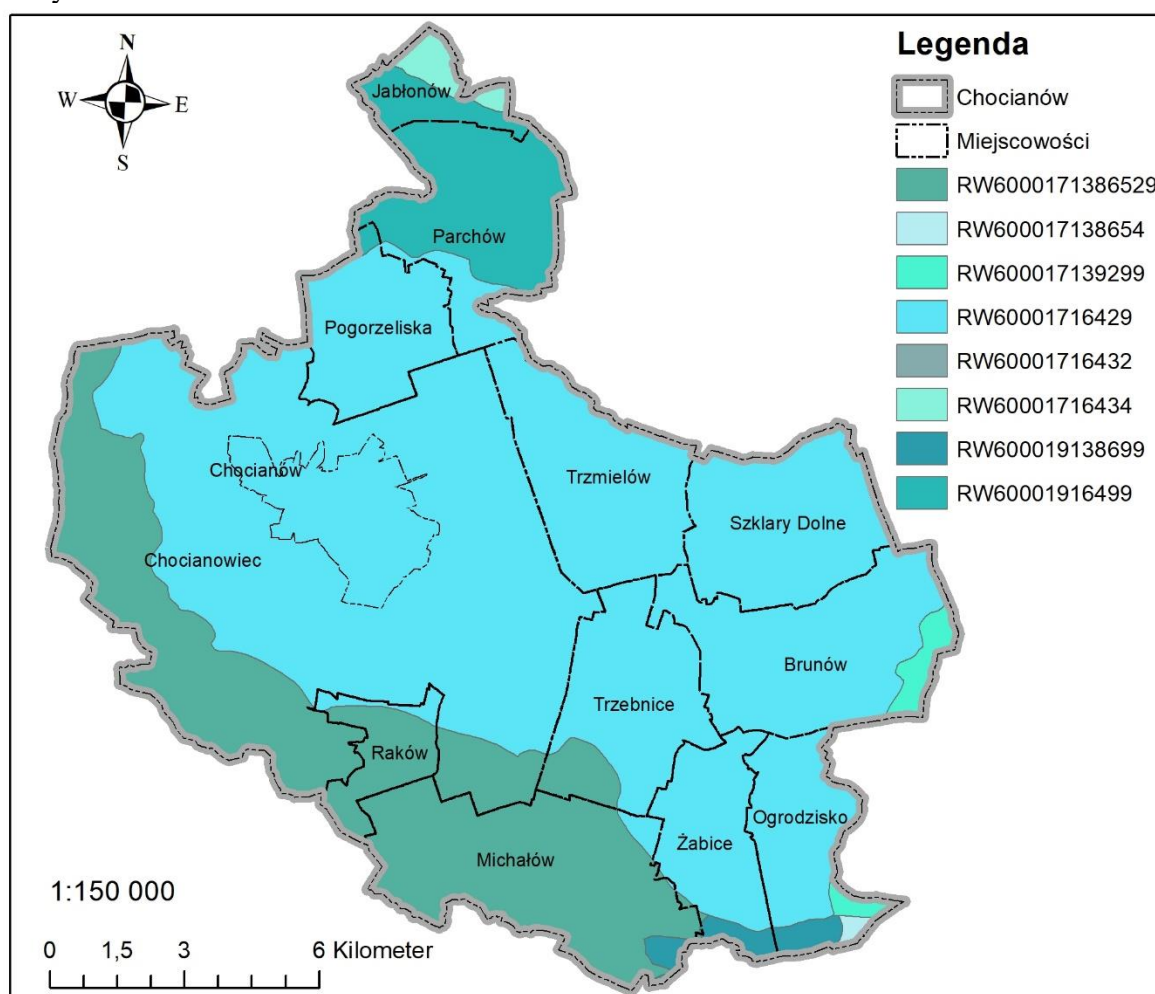 N
W E
S
Legenda
Chocianów
Miejscowości
RW6000171386529
RW600017138654
RW600017139299
RW60001716429
RW60001716432
RW60001716434
RW600019138699
RW60001916499
Jabłonów
Parchów
Pogorzeliska
Chocianów
Trzmielów
Szklary Dolne
Chocianowiec
Brunów
Trzebnice
Raków
Ogrodzisko
Żabice
Michałów
1:150 000
0 1,5 3 6 Kilometer